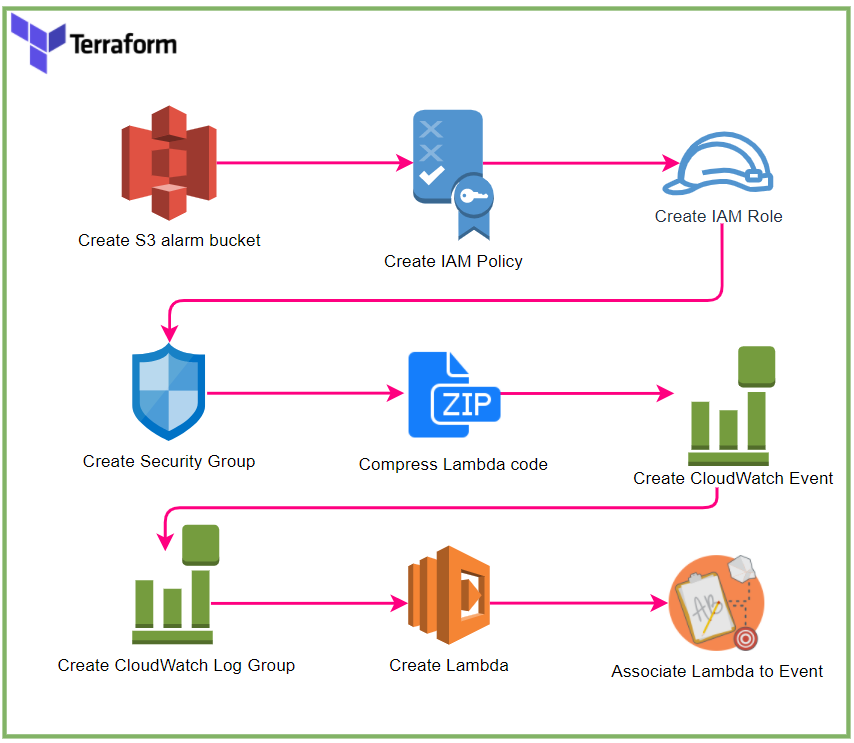 Terraform
Create S3 alarm bucket
Create IAM Policy
Create IAM Role
Create Security Group
ZIP
Compress Lambda code
Create CloudWatch Event
Create CloudWatch Log Group
Create Lambda
AB
Associate Lambda to Event